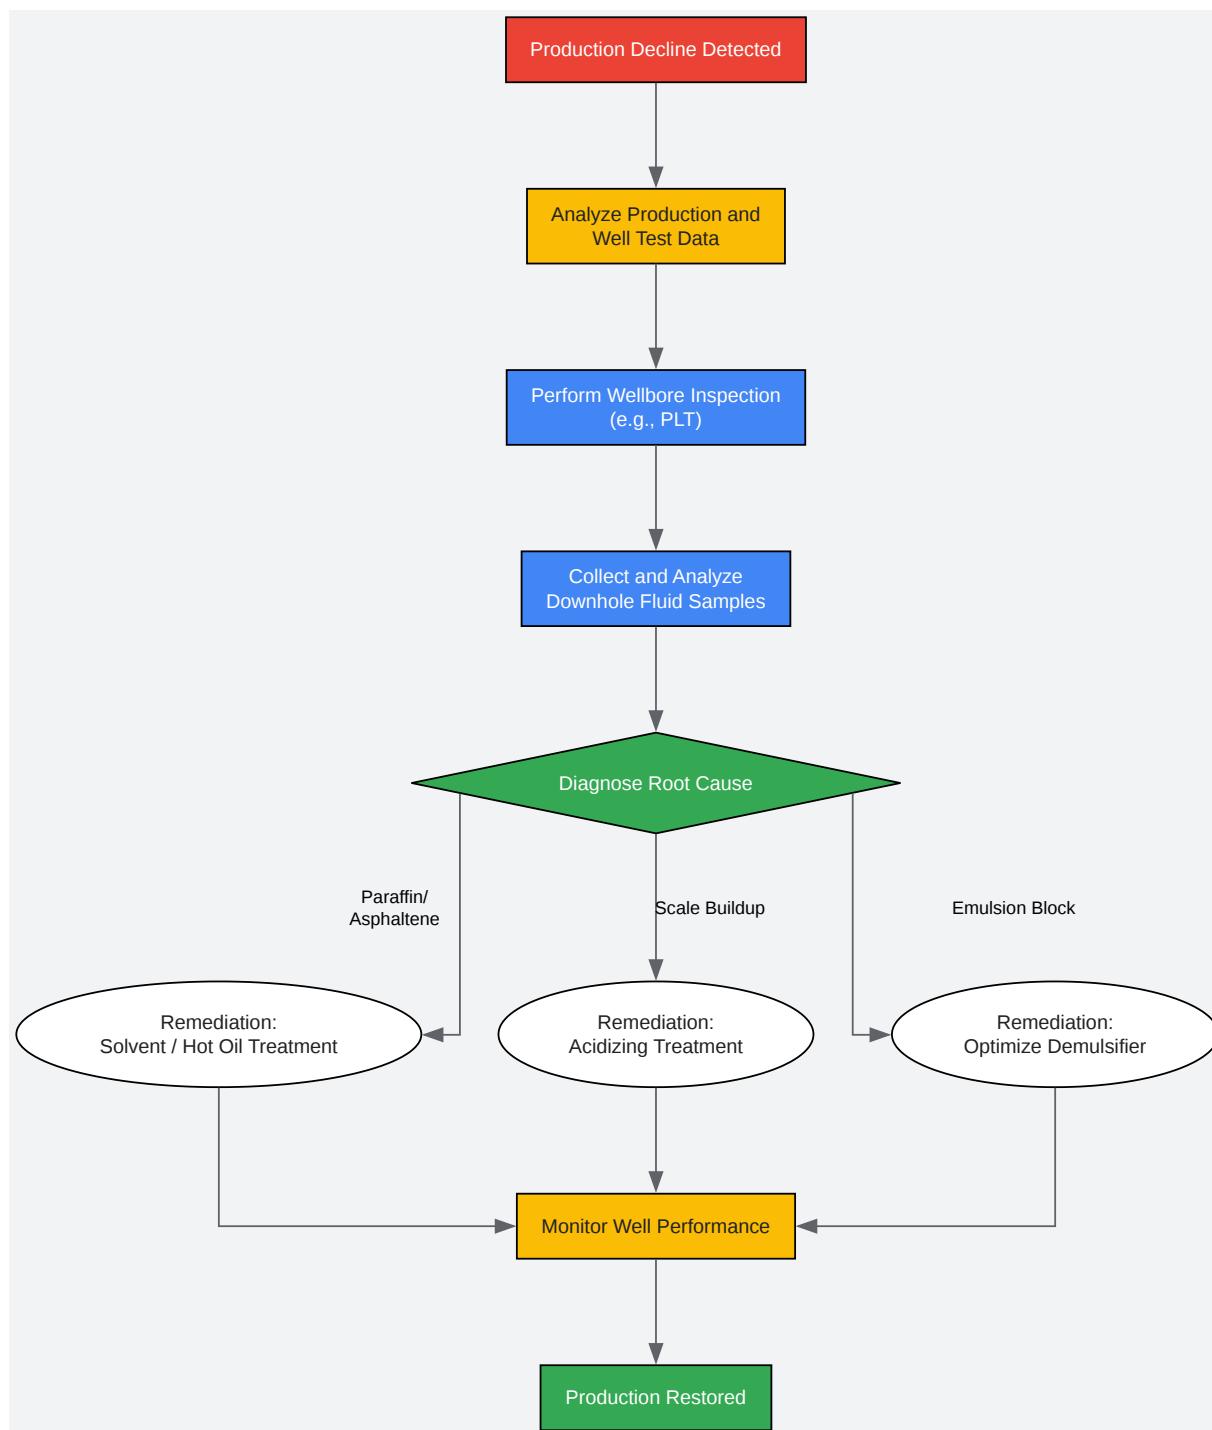 Production Decline Detected
Analyze Production and
Well Test Data
Perform Wellbore Inspection
(e.g., PLT)
Collect and Analyze
Downhole Fluid Samples
Diagnose Root Cause
Paraffin/
Asphaltene
Scale Buildup
Emulsion Block
Remediation:
Solvent / Hot Oil Treatment
Remediation:
Acidizing Treatment
Remediation:
Optimize Demulsifier
Monitor Well Performance
Production Restored